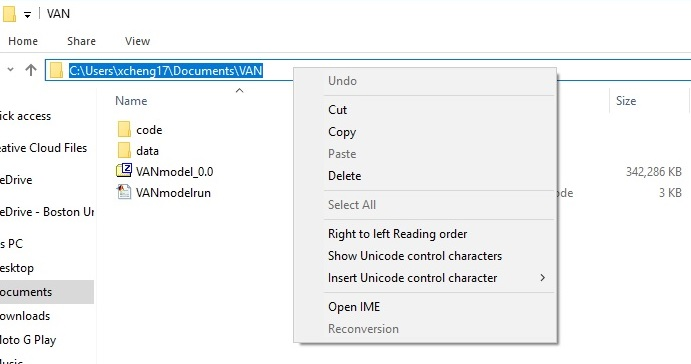 VAN
Home Share View
C:\Users\xcheng17\Documents\VAN
Name Size
ick access
eative Cloud Files
eDrive
eDrive - Boston Ur
s PC
esktop
ocuments
ownloads
oto G Play
Music
code
data
VANmodel_0.0 342,286 KB
VANmodelrun ode 3 KB
Undo
Cut
Copy
Paste
Delete
Select All
Right to left Reading order
Show Unicode control characters
Insert Unicode control character
Open IME
Reconversion